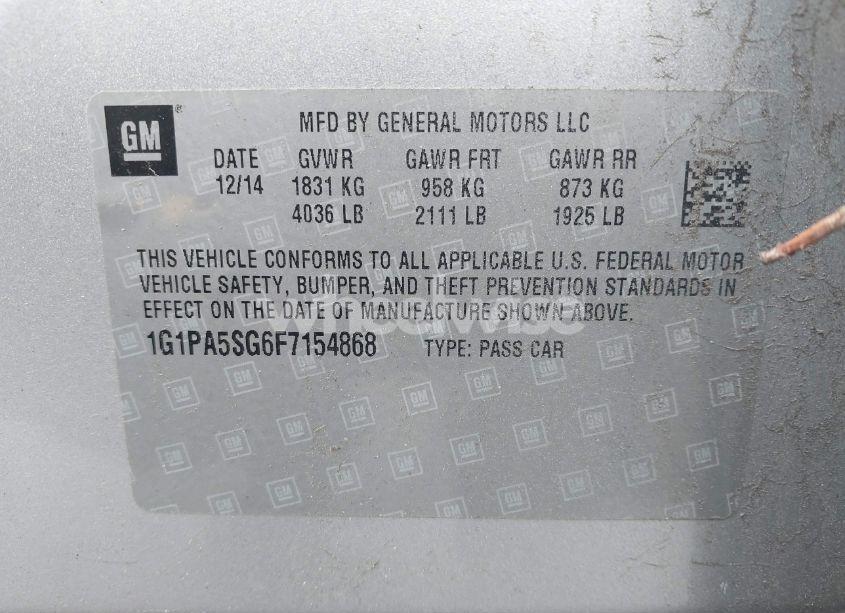 GM
MFD BY GENERAL MOTORS LLC
DATE GVWR GAWR FRT GAWR RR
12/14 1831 KG 958 KG 873 KG
4036 LB 2111 LB 1925 LB
THIS VEHICLE CONFORMS TO ALL APPLICABLE U.S. FEDERAL MOTOR
VEHICLE SAFETY, BUMPER, AND THEFT PREVENTION STANDARDS IN
EFFECT ON THE DATE OF MANUFACTURE SHOWN ABOVE.
1G1PA5SG6F7154868 TYPE: PASS CAR